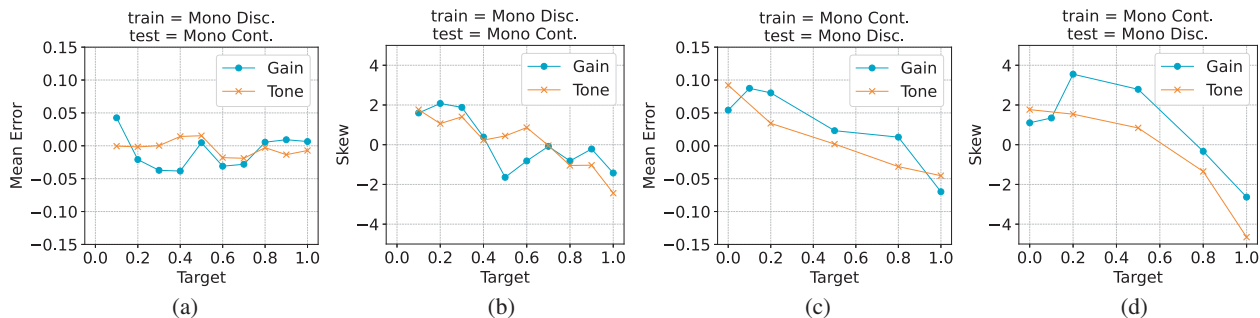 train = Mono Disc.
test = Mono Cont.
0.15
0.10
0.05
0.00
−0.05
−0.10
−0.15
Mean Error
Gain
Tone
0.0 0.2 0.4 0.6 0.8 1.0
Target
(a)
train = Mono Disc.
test = Mono Cont.
4
2
0
−2
−4
Skew
Gain
Tone
0.0 0.2 0.4 0.6 0.8 1.0
Target
(b)
train = Mono Cont.
test = Mono Disc.
0.15
0.10
0.05
0.00
−0.05
−0.10
−0.15
Mean Error
Gain
Tone
0.0 0.2 0.4 0.6 0.8 1.0
Target
(c)
train = Mono Cont.
test = Mono Disc.
4
2
0
−2
−4
Skew
Gain
Tone
0.0 0.2 0.4 0.6 0.8 1.0
Target
(d)